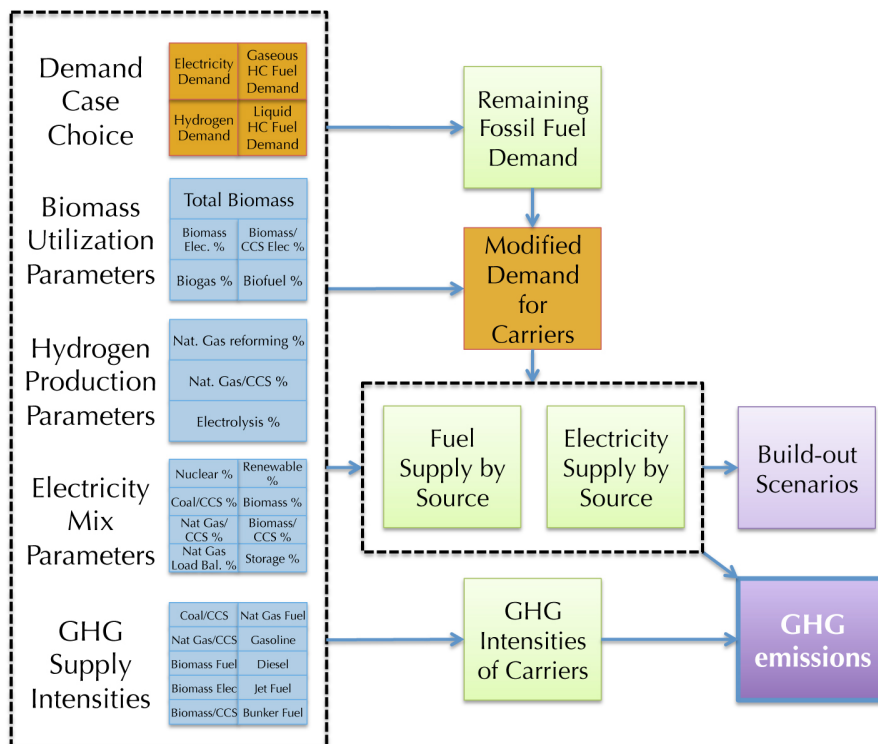 Demand
Case
Choice
Electricity
Demand
Gaseous
HC Fuel
Demand
Hydrogen
Demand
Liquid
HC Fuel
Demand
Biomass
Utilization
Parameters
Total Biomass
Biomass
Elec. %
Biomass/
CCS Elec %
Biogas %
Biofuel %
Hydrogen
Production
Parameters
Nat. Gas reforming %
Nat. Gas/CCS %
Electrolysis %
Electricity
Mix
Parameters
Nuclear %
Renewable
%
Coal/CCS %
Biomass %
Nat Gas/
CCS %
Biomass/
CCS %
Nat Gas
Load Bal. %
Storage %
GHG
Supply
Intensities
Coal/CCS
Nat Gas Fuel
Nat Gas/CCS
Gasoline
Biomass Fuel
Diesel
Biomass Elec
Jet Fuel
Biomass/CCS
Bunker Fuel
Remaining
Fossil Fuel
Demand
Modified
Demand
for
Carriers
Fuel
Supply by
Source
Electricity
Supply by
Source
Build-out
Scenarios
GHG
Intensities
of Carriers
GHG
emissions